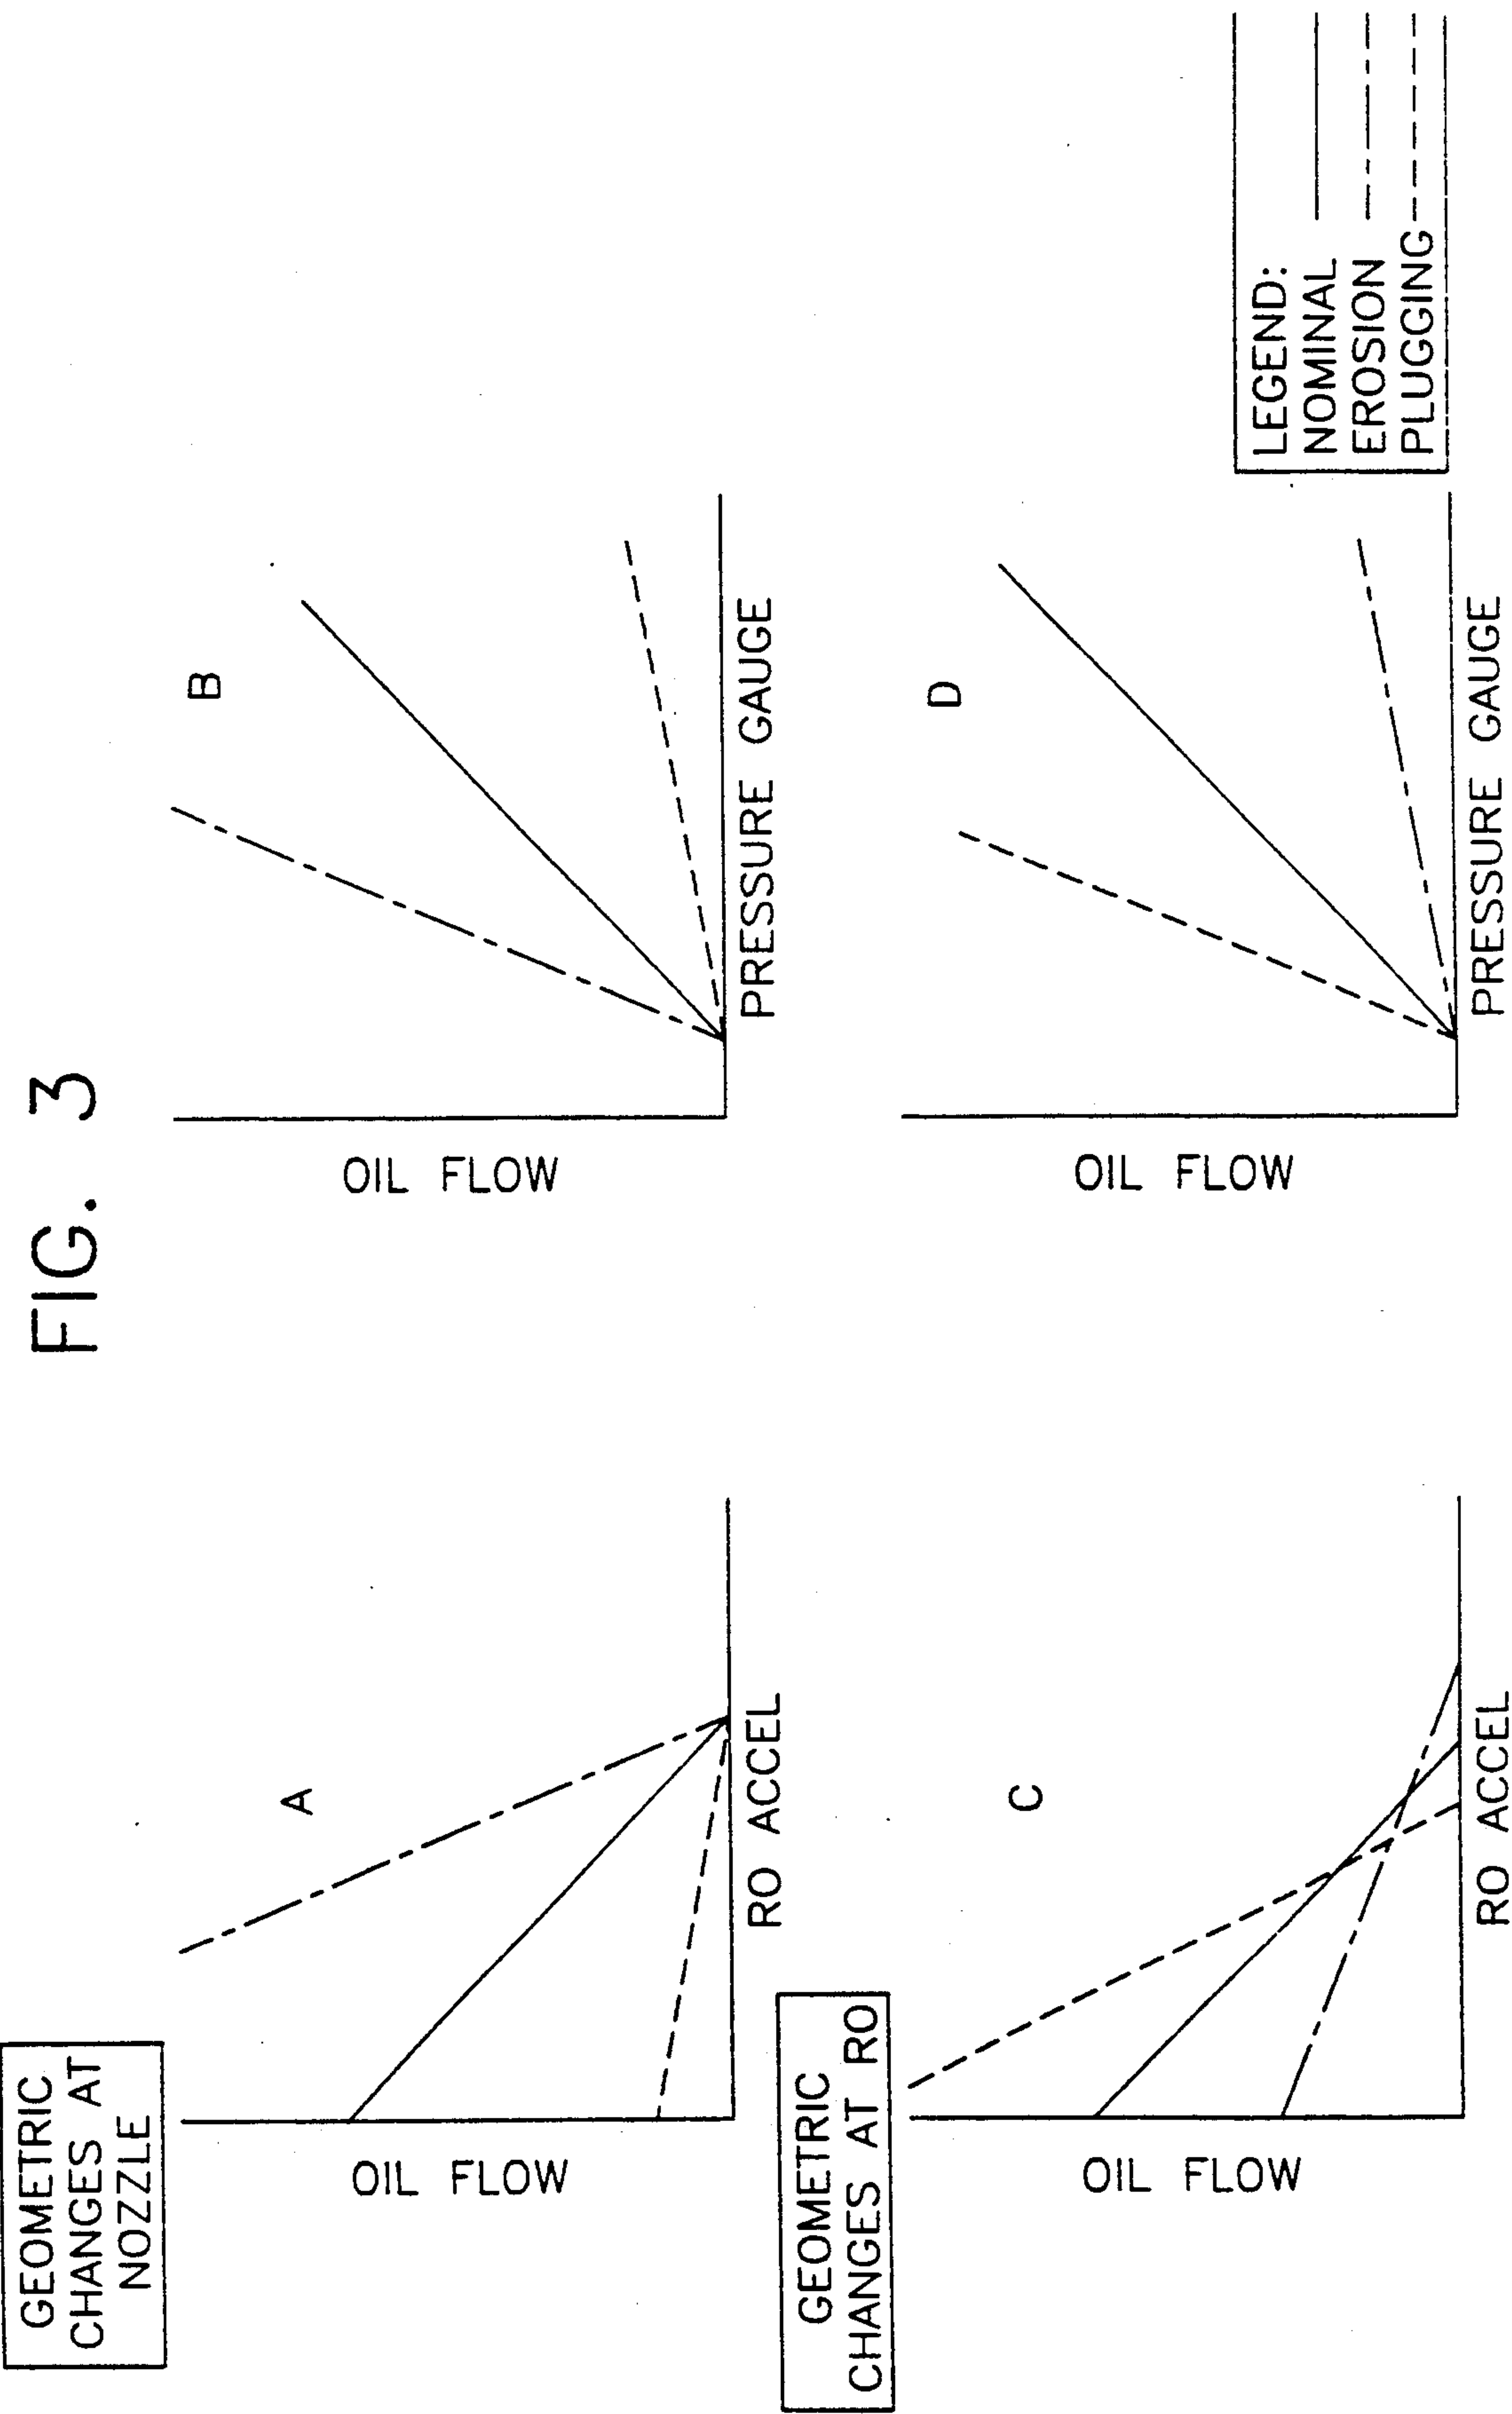 FIG. 3
GEOMETRIC
CHANGES AT
NOZZLE
A
OIL FLOW
RO ACCEL
B
OIL FLOW
PRESSURE GAUGE
GEOMETRIC
CHANGES AT RO
C
OIL FLOW
RO ACCEL
D
OIL FLOW
PRESSURE GAUGE
LEGEND:
NOMINAL
EROSION
PLUGGING